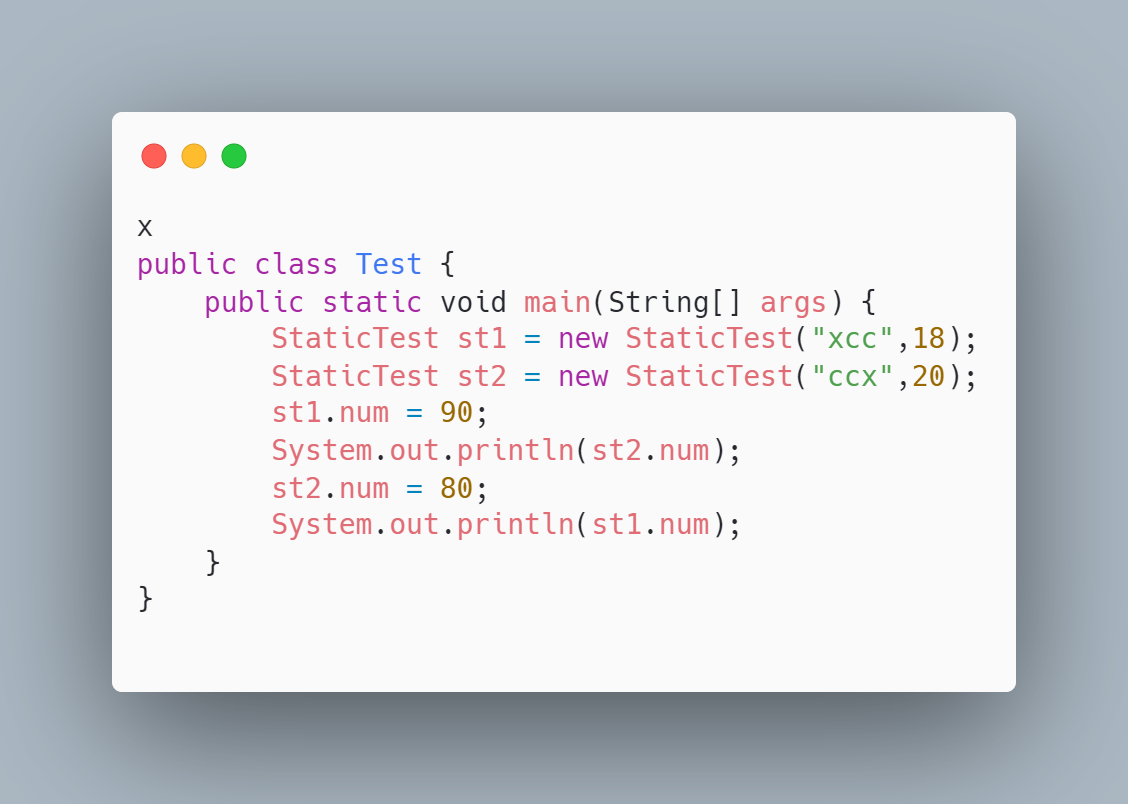 x
public class Test {
    public static void main(String[] args) {
        StaticTest st1 = new StaticTest("xcc",18);
        StaticTest st2 = new StaticTest("ccx",20);
        st1.num = 90;
        System.out.println(st2.num);
        st2.num = 80;
        System.out.println(st1.num);
    }
}